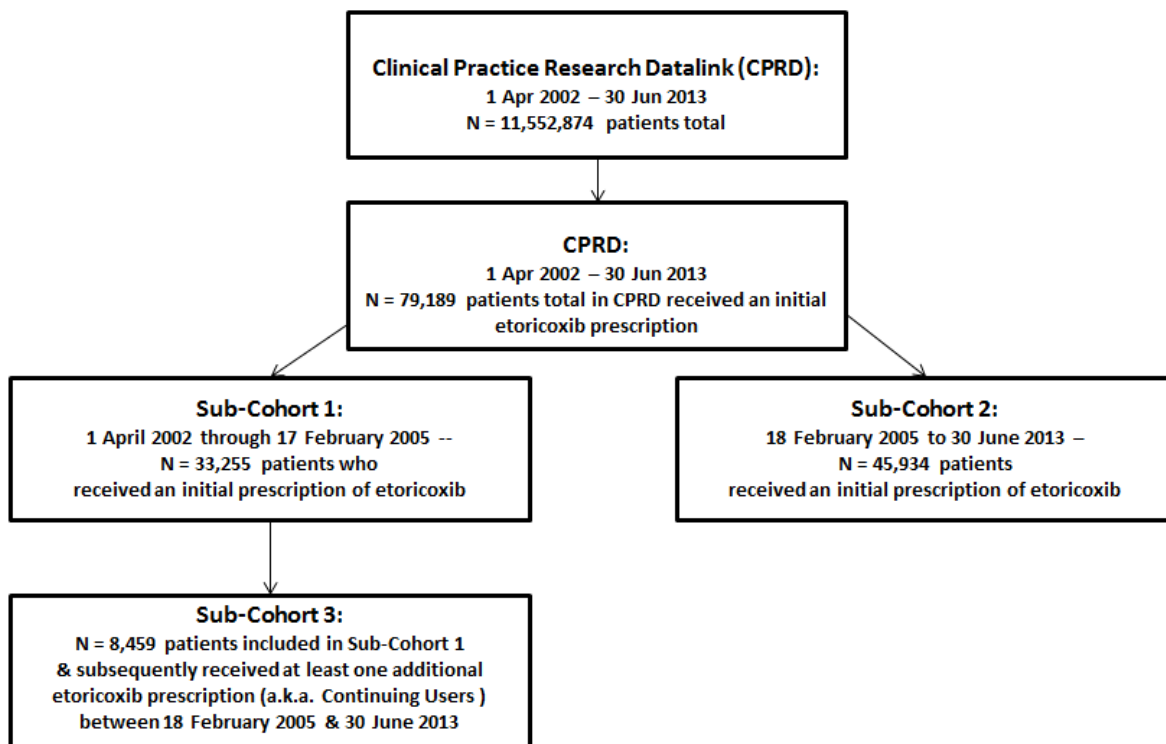 Clinical Practice Research Datalink (CPRD):
1 Apr 2002 – 30 Jun 2013
N = 11,552,874 patients total
CPRD:
1 Apr 2002 – 30 Jun 2013
N = 79,189 patients total in CPRD received an initial
etoricoxib prescription
Sub-Cohort 1:
1 April 2002 through 17 February 2005 --
N = 33,255 patients who
received an initial prescription of etoricoxib
Sub-Cohort 2:
18 February 2005 to 30 June 2013 –
N = 45,934 patients
received an initial prescription of etoricoxib
Sub-Cohort 3:
N = 8,459 patients included in Sub-Cohort 1
& subsequently received at least one additional
etoricoxib prescription (a.k.a. Continuing Users )
between 18 February 2005 & 30 June 2013